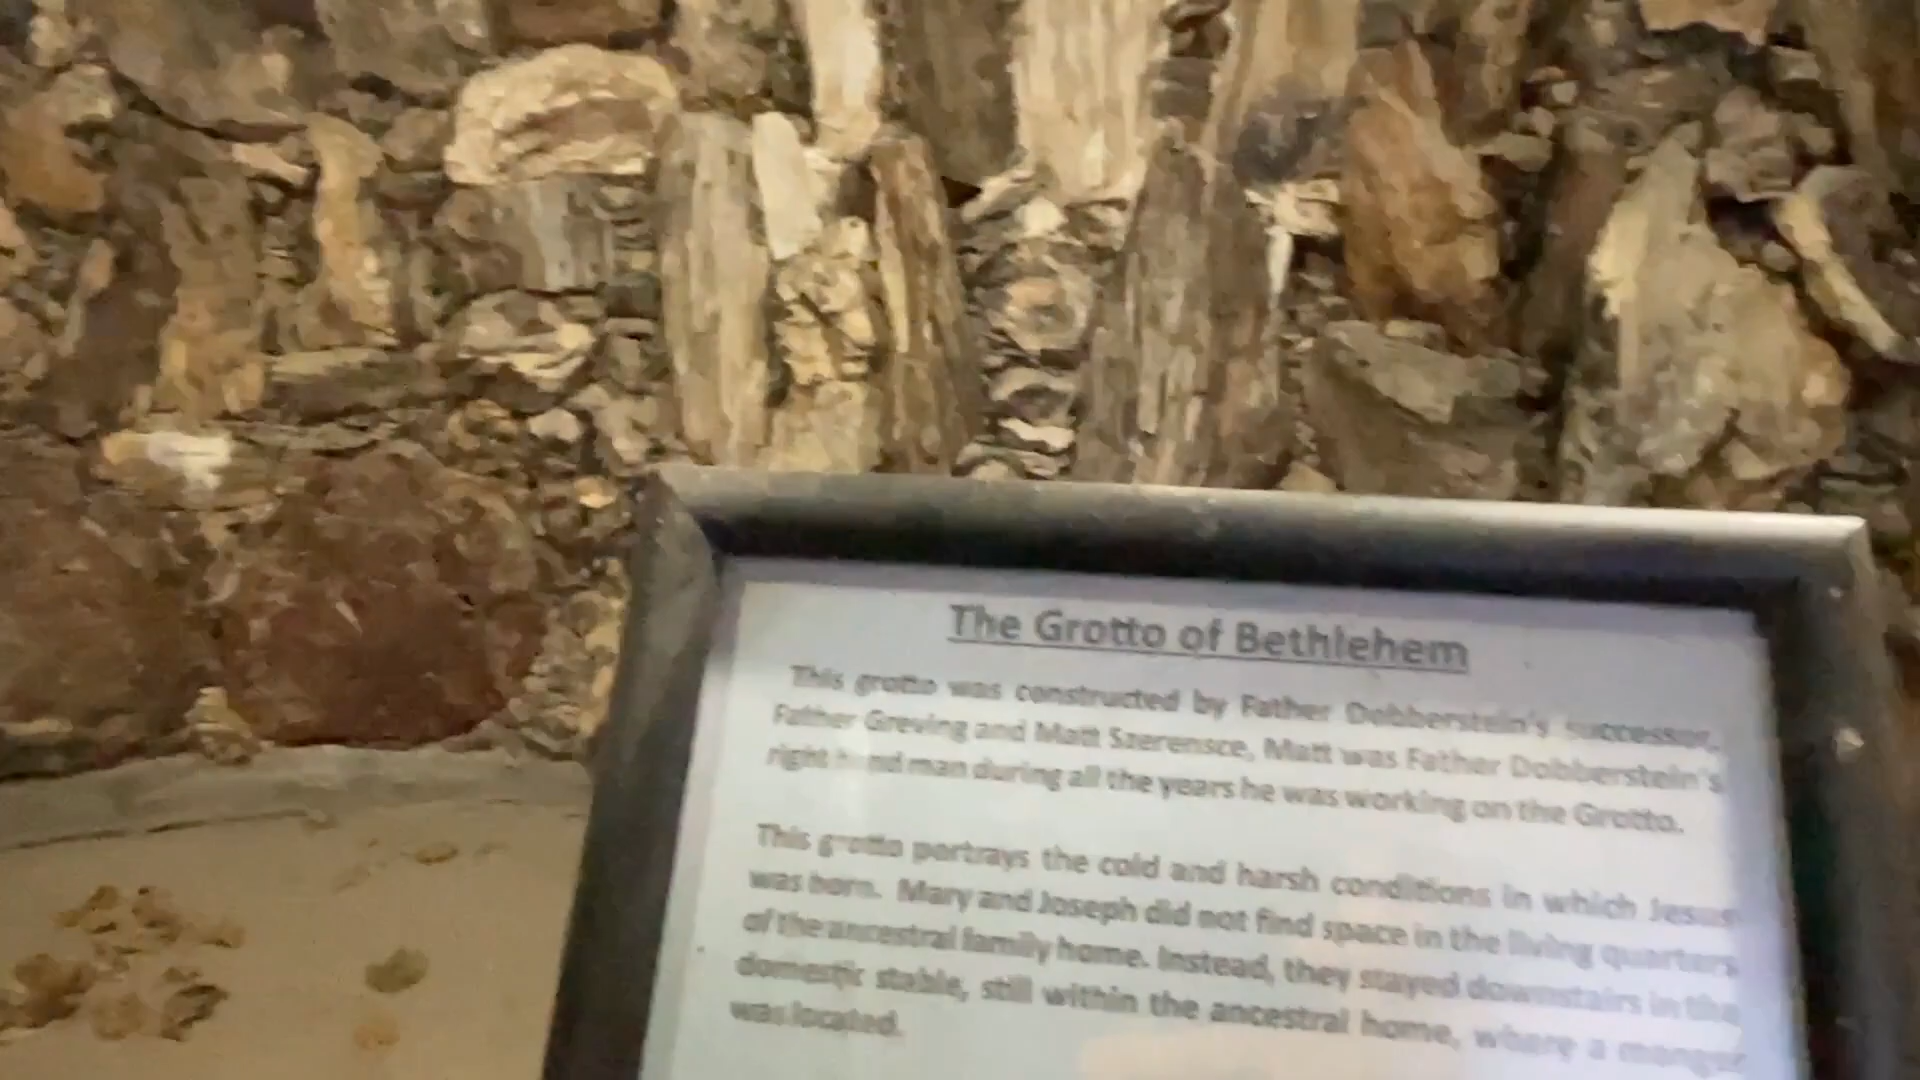 The Grotto of Bethlehem
This grotto was constructed by Father Dobberstein's successor,
Father Greving and Matt Szerensce, Matt was Father Dobberstein's
right hand man during all the years he was working on the Grotto.
This grotto portrays the cold and harsh conditions in which Jesus
was born. Mary and Joseph did not find space in the living quarters
of the ancestral family home. Instead, they stayed downstairs in the
domestic stable, still within the ancestral home, where a manger
was located.